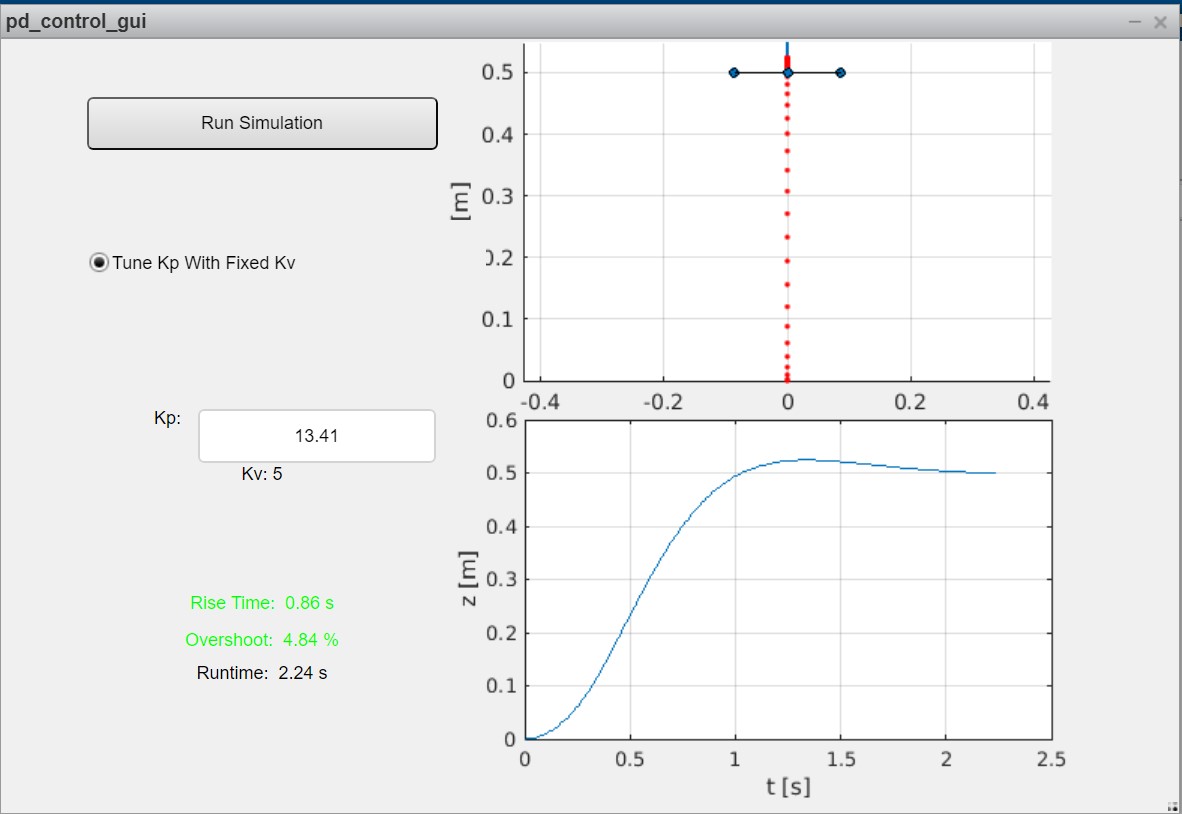 pd_control_gui
Run Simulation
Tune Kp With Fixed Kv
Kp:
13.41
Kv: 5
Rise Time: 0.86 s
Overshoot: 4.84 %
Runtime: 2.24 s
[m]
0.5
0.4
0.3
0.2
0.1
0
-0.4 -0.2 0 0.2 0.4
z [m]
0.6
0.5
0.4
0.3
0.2
0.1
0
0 0.5 1 1.5 2 2.5
t [s]